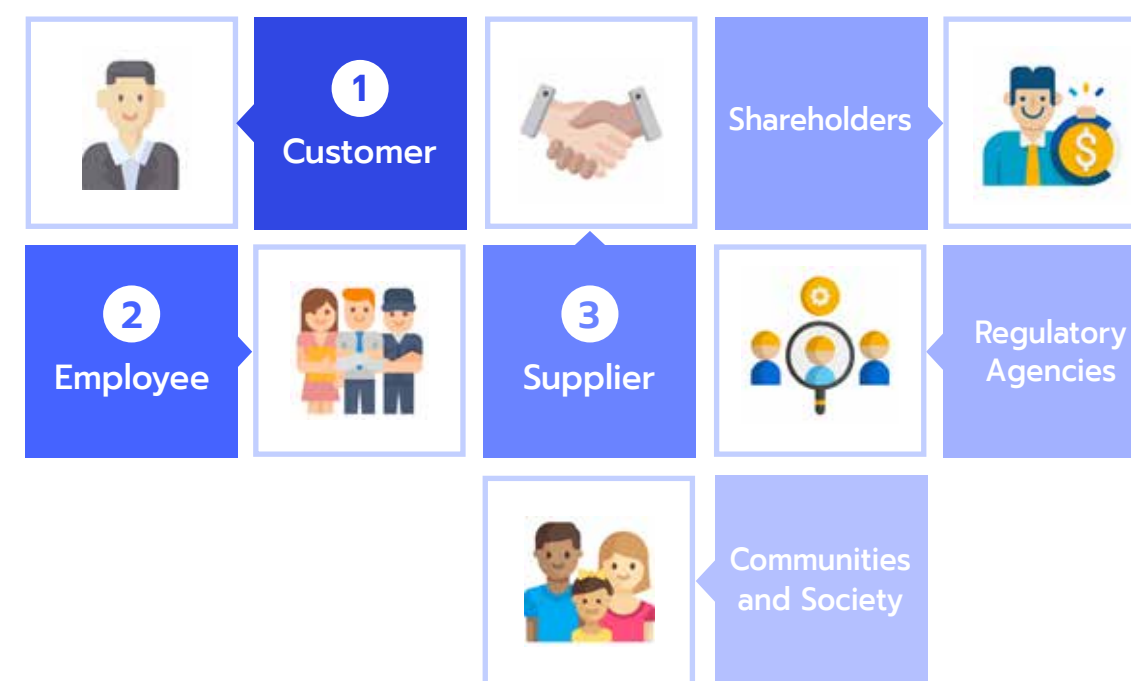 1
Customer
Shareholders
2
Employee
3
Supplier
Regulatory
Agencies
Communities
and Society